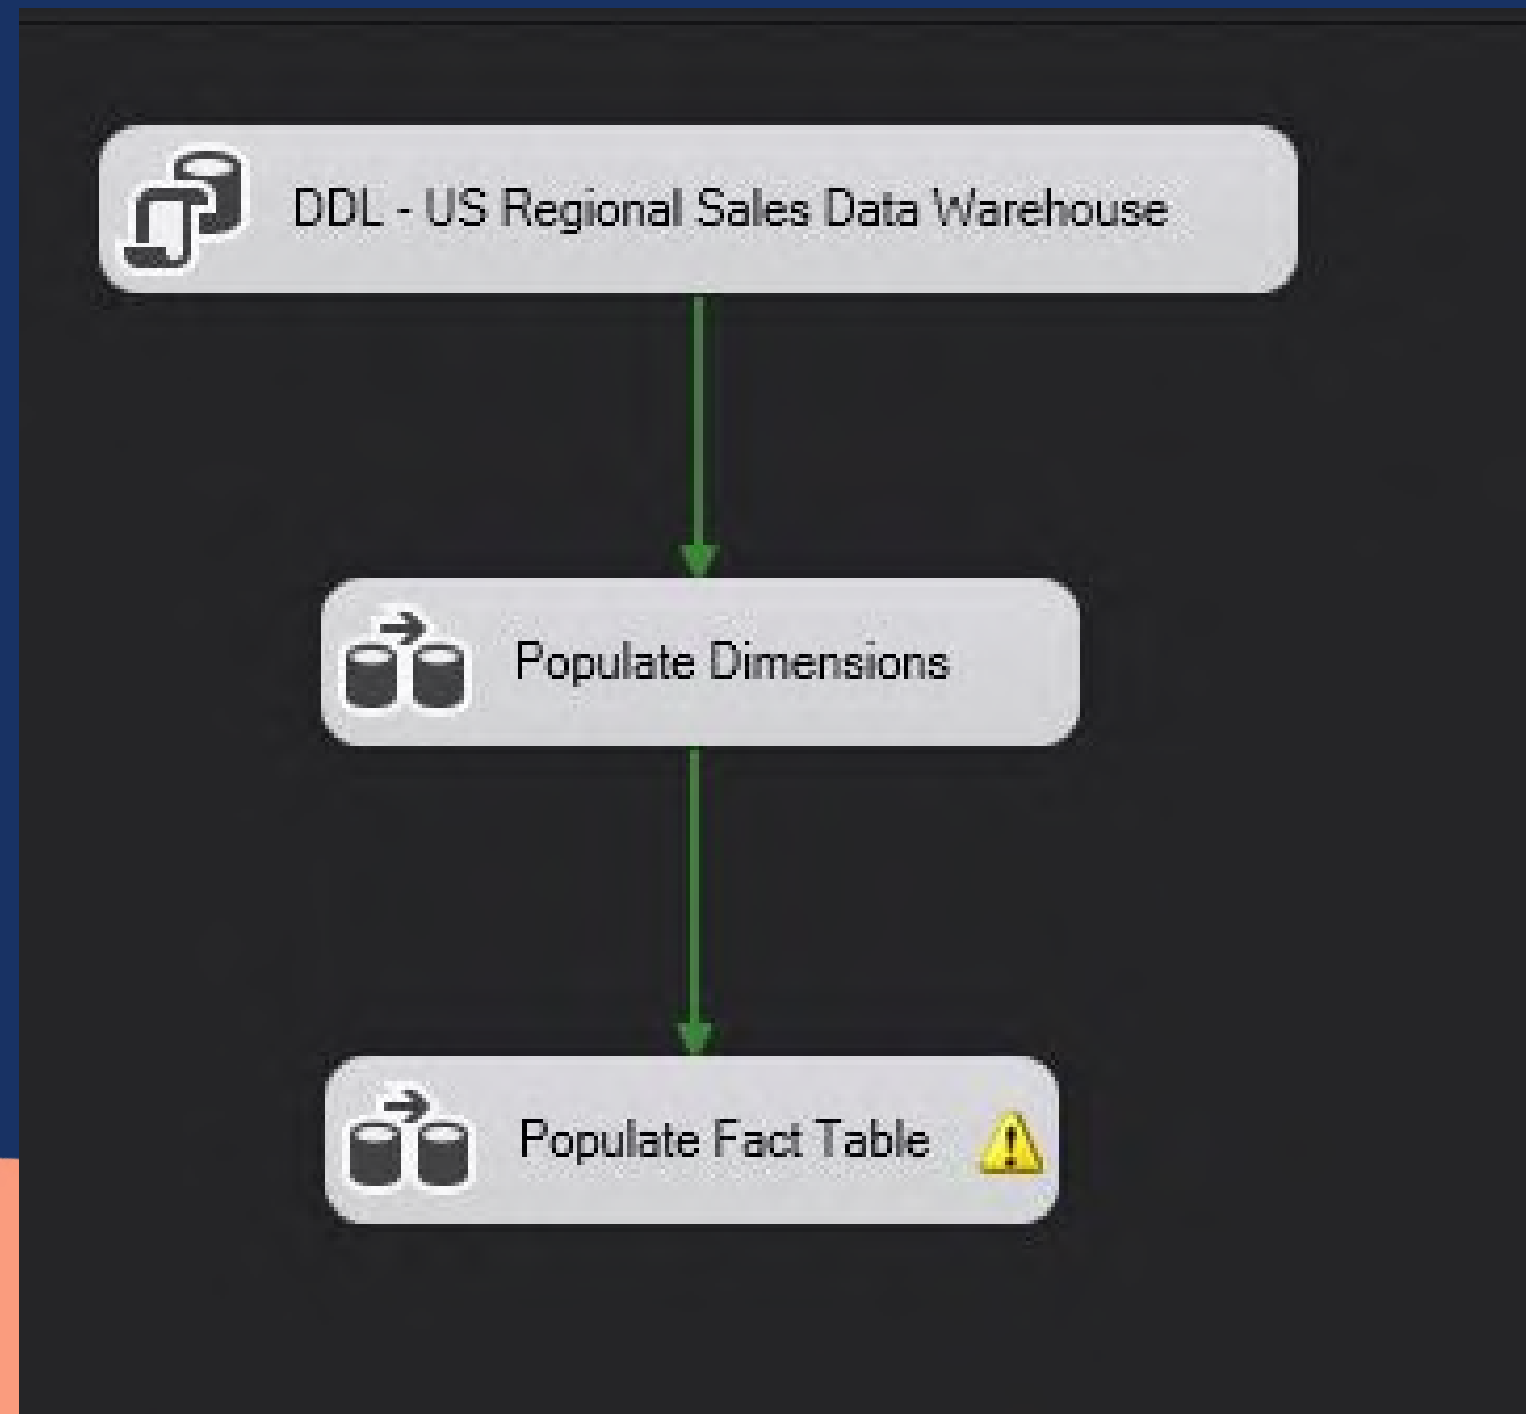 DDL - US Regional Sales Data Warehouse
Populate Dimensions
Populate Fact Table